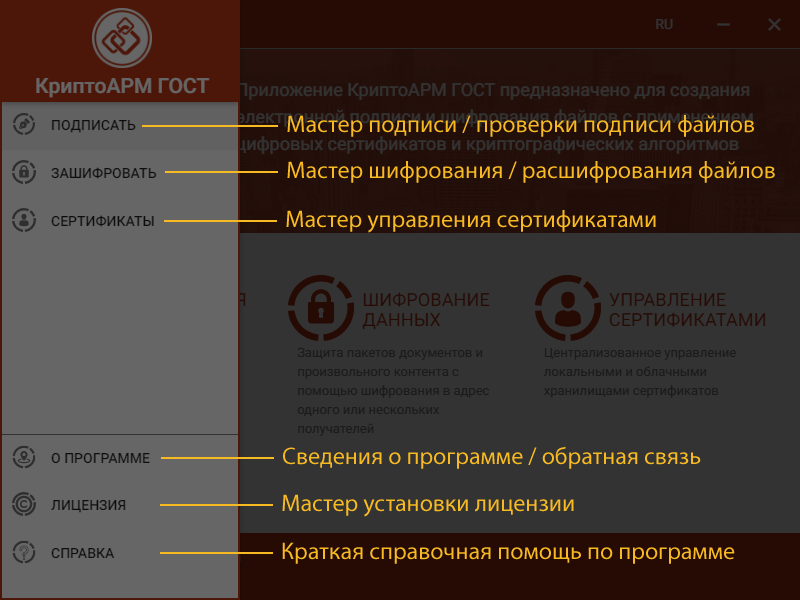 RU
КриптоАРМ ГОСТ
Приложение КриптоАРМ ГОСТ предназначено для создания
электронной подписи и шифрования файлов с применением
цифровых сертификатов и криптографических алгоритмов
ПОДПИСАТЬ
Мастер подписи / проверки подписи файлов
ЗАШИФРОВАТЬ
Мастер шифрования / расшифрования файлов
СЕРТИФИКАТЫ
Мастер управления сертификатами
Я
ШИФРОВАНИЕ
ДАННЫХ
Защита пакетов документов и
произвольного контента с
помощью шифрования в адрес
одного или нескольких
получателей
УПРАВЛЕНИЕ
СЕРТИФИКАТАМИ
Централизованное управление
локальными и облачными
хранилищами сертификатов
О ПРОГРАММЕ
Сведения о программе / обратная связь
ЛИЦЕНЗИЯ
Мастер установки лицензии
СПРАВКА
Краткая справочная помощь по программе